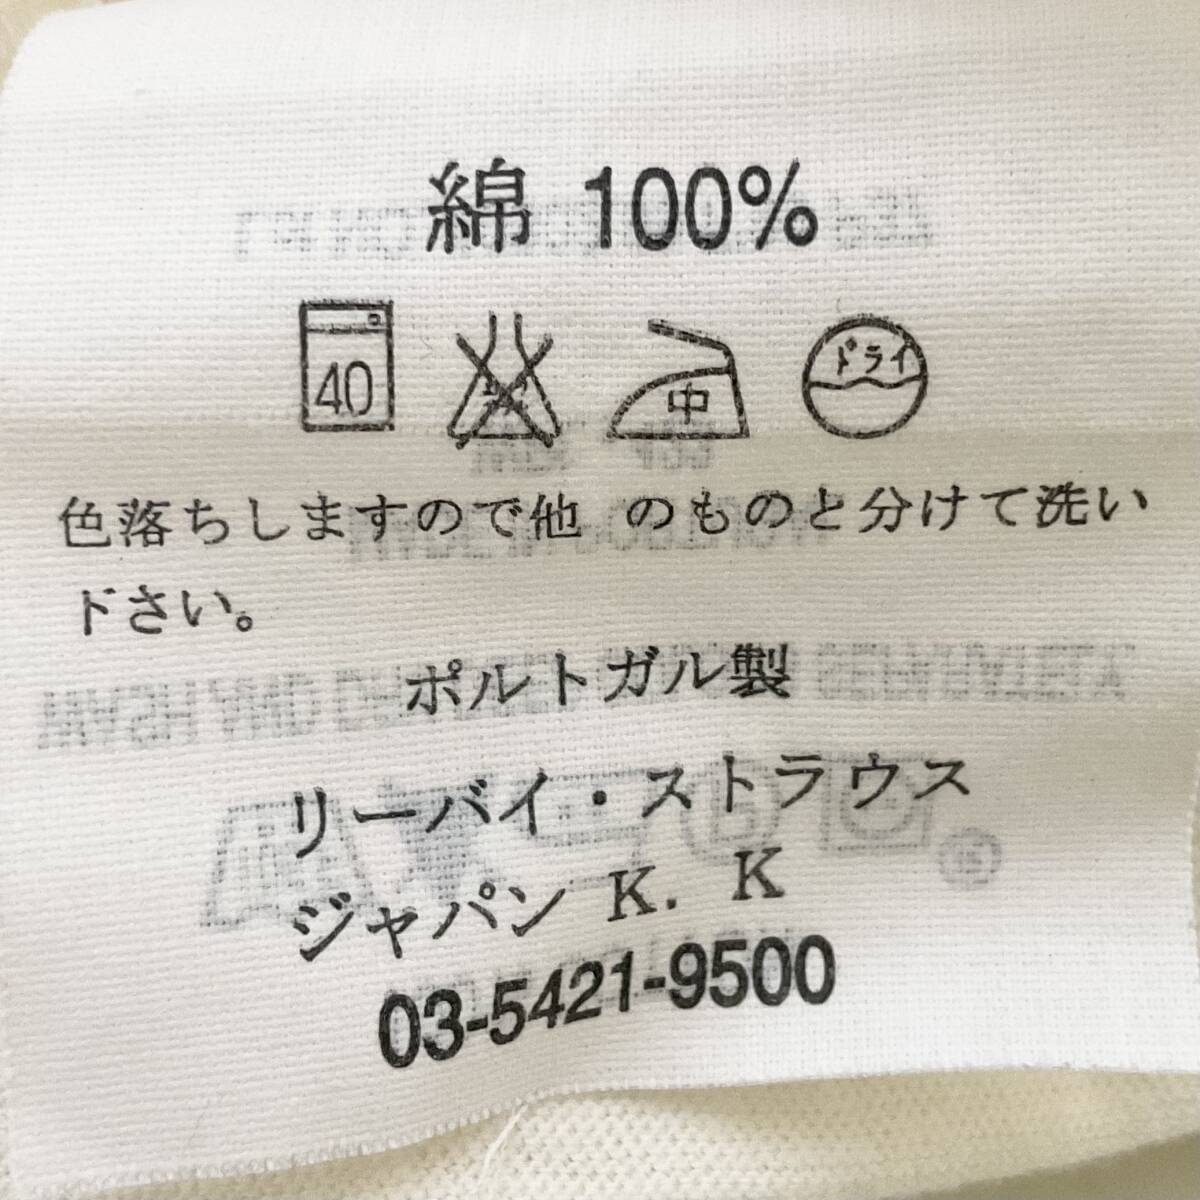 綿 100%
40 中 ドライ
色落ちしますので他 のものと分けて洗い
下さい。
ポルトガル製
リーバイ・ストラウス
ジャパン K. K
03-5421-9500